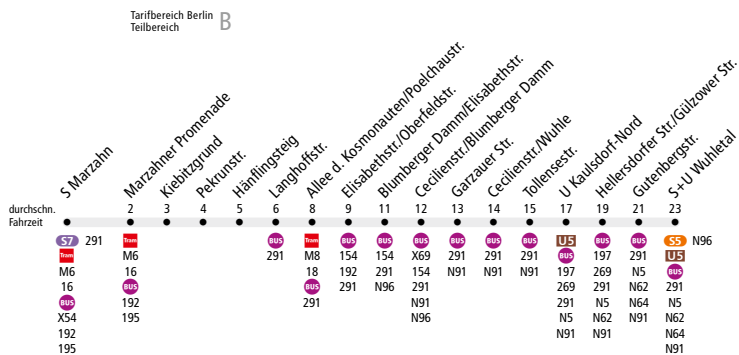 Tarifbereich Berlin
Teilbereich
B
S Marzahn
Marzahner Promenade
Kiebitzgrund
Pekrunstr.
Hänflingsteig
Langhoffstr.
Allee d. Kosmonauten/Poelchaustr.
Elisabethstr./Oberfeldstr.
Blumberger Damm/Elisabethstr.
Cecilienstr./Blumberger Damm
Garzauer Str.
Cecilienstr./Wuhle
Tollensestr.
U Kaulsdorf-Nord
Hellersdorfer Str./Gülzower Str.
Gutenbergstr.
S+U Wuhletal
durchschn. 2 3 4 5 6 8 9 11 12 13 14 15 17 19 21 23
Fahrzeit
S7 291 Tram BUS Tram BUS BUS BUS BUS BUS BUS U5 BUS BUS S5 N96
Tram M6 291 M8 154 154 X69 291 291 291 BUS 197 291 U5
M6 16 18 192 291 154 N91 N91 N91 197 269 N5 BUS
16 BUS BUS 291 N96 291 269 291 N62 291
BUS 192 291 N91 291 N5 N64 N5
X54 195 N96 N5 N62 N91 N62
192 N91 N91 N64
195 N91